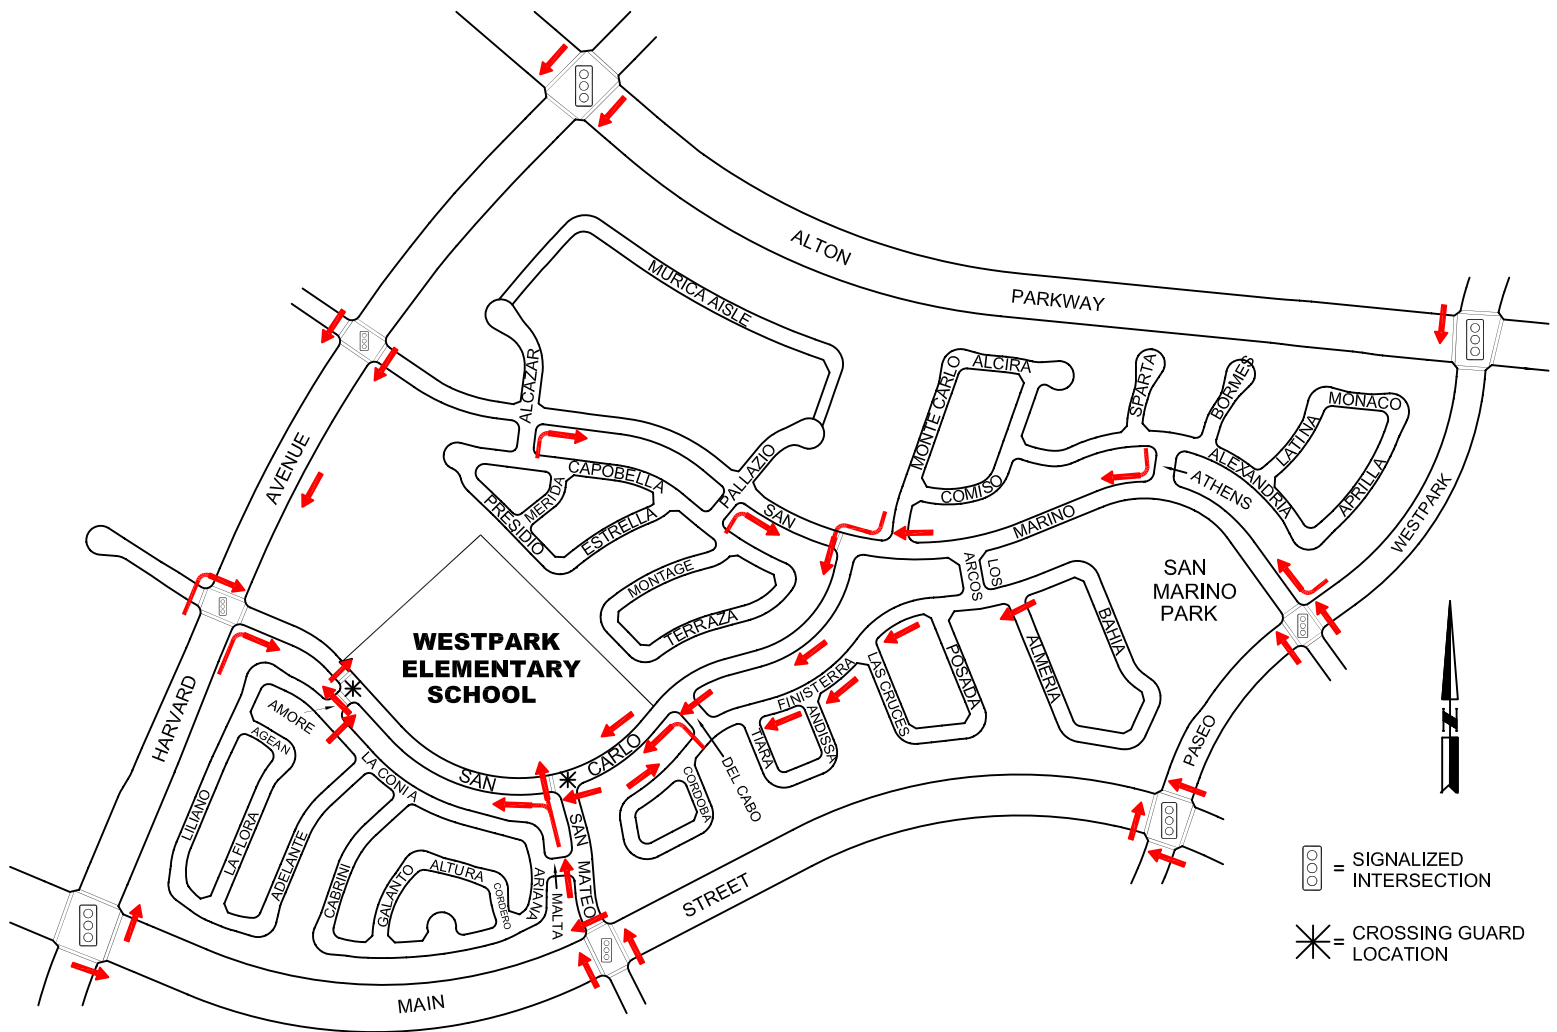 ALTON
PARKWAY
MURICA AISLE
ALCAZAR
MONTE CARLO
ALCIRA
SPARTA
BORMES
MONACO
LATINA
AVENUE
CAPOBELLA
PALLAZIO
MERIDA
PRESIDIO
ESTRELLA
SAN
MARINO
COMISO
ALEXANDRIA
ATHENS
APRILLA
WESTPARK
MONTAGE
TERRAZA
LOS
ARCOS
SAN
MARINO
PARK
BAHIA
ALMERIA
POSADA
LAS CRUCES
FINISTERRA
ANDISSA
TIARA
WESTPARK
ELEMENTARY
SCHOOL
HARVARD
AMORE
AGEAN
LA CONIA
SAN
CARLO
DEL CABO
CORDOBA
PASEO
LILIANO
LA FLORA
ADELANTE
CABRINI
GALANTO
ALTURA
CORDERO
ARIANA
MALTA
SAN MATEO
MAIN
STREET
N
= SIGNALIZED
INTERSECTION
= CROSSING GUARD
LOCATION